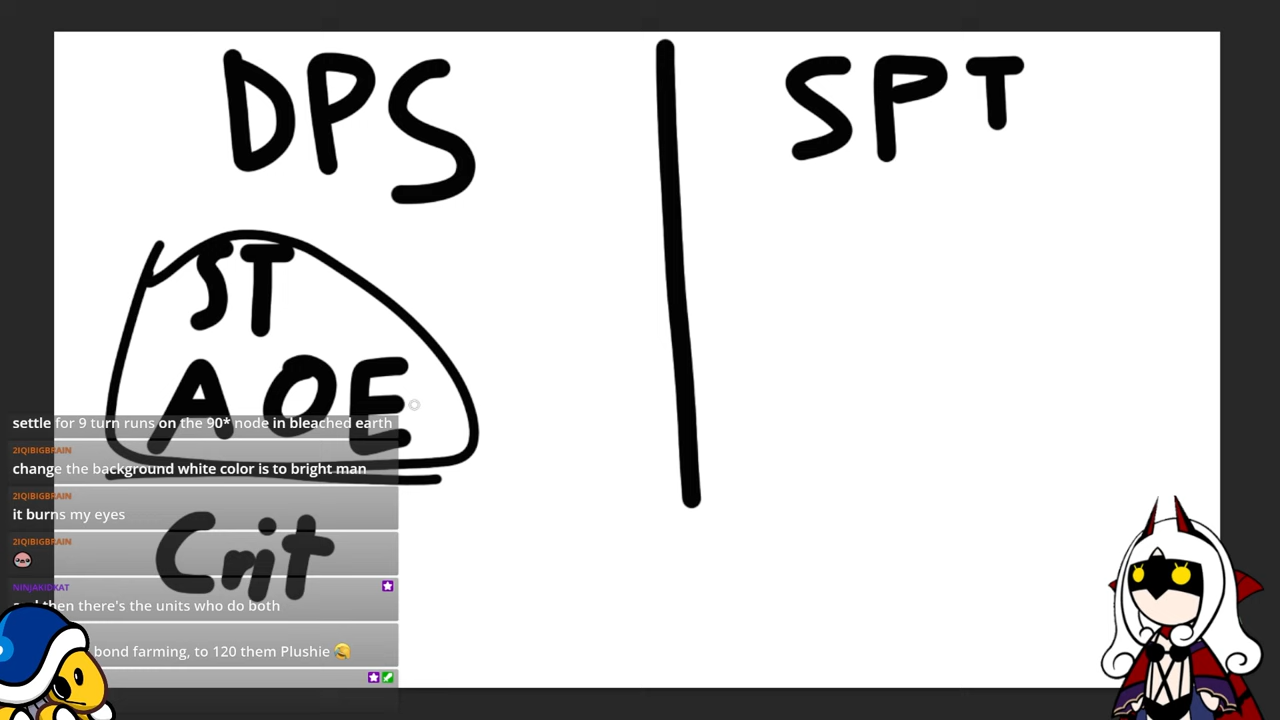 DPS
SPT
ST
AOE
settle for 9 turn runs on the 90* node in bleached earth
2IQIBIGBRAIN
change the background white color is to bright man
2IQIBIGBRAIN
it burns my eyes
2IQIBIGBRAIN
Crit
NINJAKIDKAT
then there's the units who do both
bond farming, to 120 them Plushie